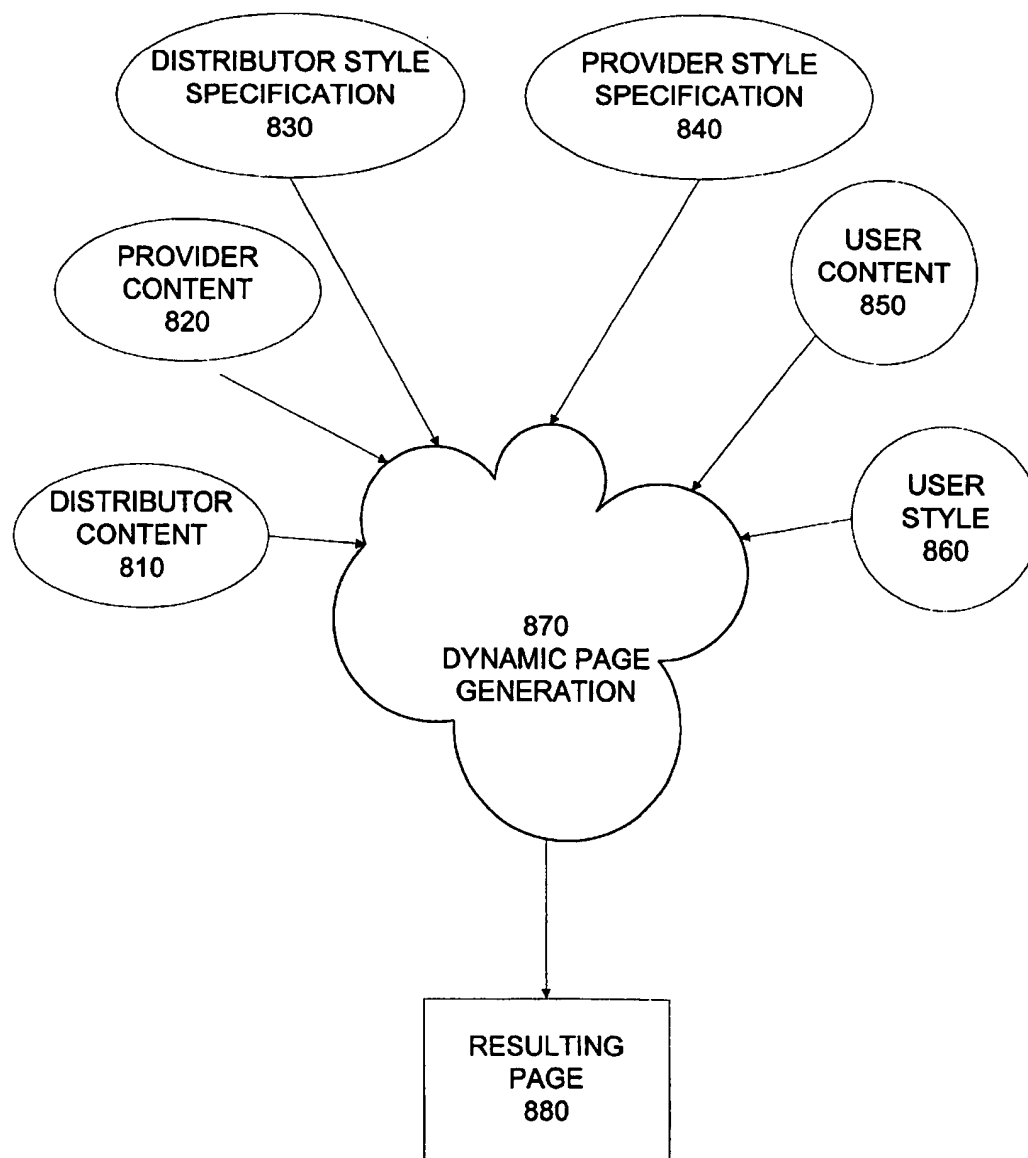 DISTRIBUTOR STYLE
SPECIFICATION
830
PROVIDER STYLE
SPECIFICATION
840
PROVIDER
CONTENT
820
USER
CONTENT
850
DISTRIBUTOR
CONTENT
810
USER
STYLE
860
870
DYNAMIC PAGE
GENERATION
RESULTING
PAGE
880